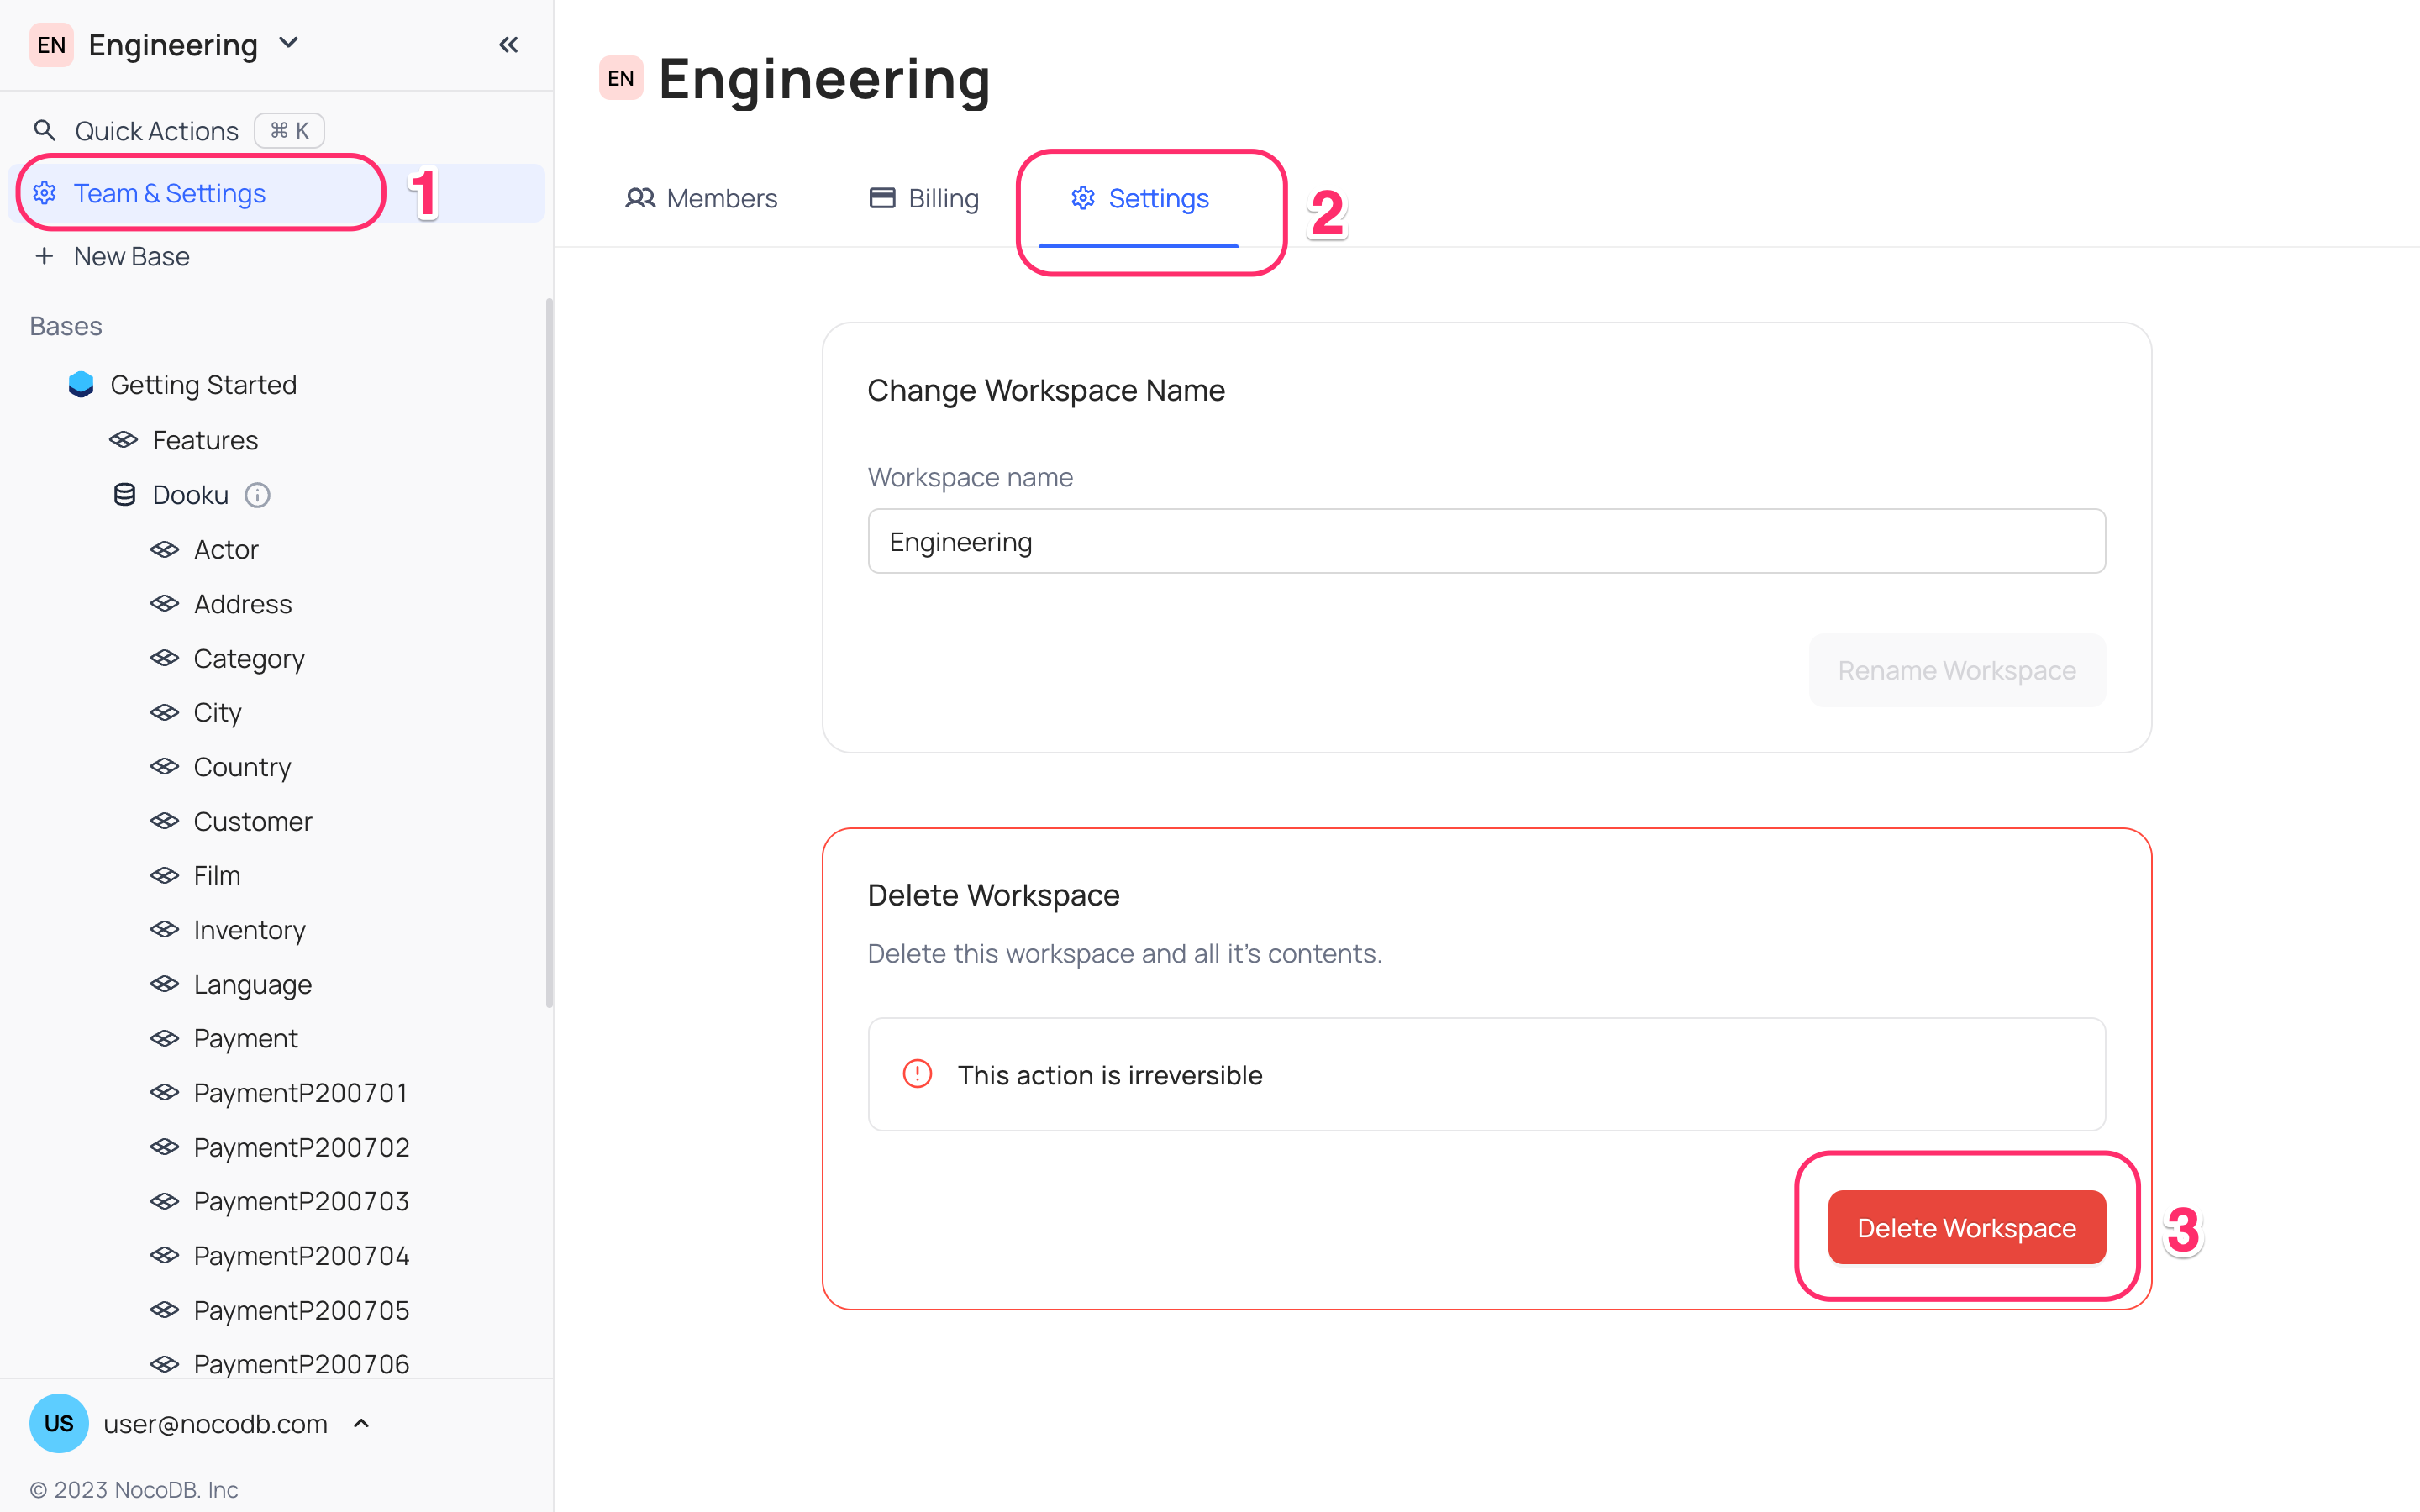 EN Engineering
Quick Actions ⌘ K
Team & Settings 1
New Base
Bases
Getting Started
Features
Dooku
Actor
Address
Category
City
Country
Customer
Film
Inventory
Language
Payment
PaymentP200701
PaymentP200702
PaymentP200703
PaymentP200704
PaymentP200705
PaymentP200706
US user@nocodb.com
© 2023 NocoDB. Inc
EN Engineering
Members Billing Settings 2
Change Workspace Name
Workspace name
Engineering
Rename Workspace
Delete Workspace
Delete this workspace and all it's contents.
This action is irreversible
Delete Workspace 3